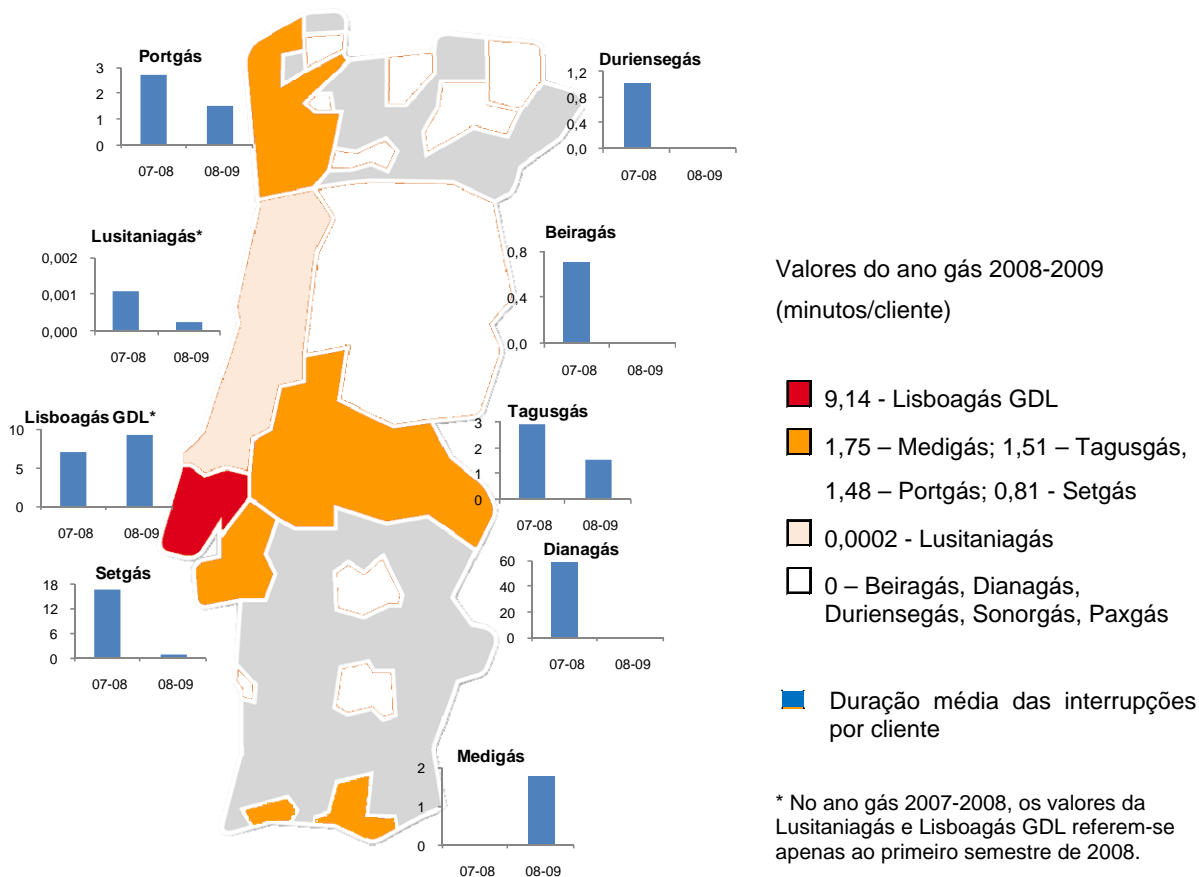 Portgás
3
2
1
0
07-08 08-09
Duriensegás
1,2
0,8
0,4
0,0
07-08 08-09
Lusitaniagás*
0,002
0,001
0,000
07-08 08-09
Beiragás
0,8
0,4
0,0
07-08 08-09
Lisboagás GDL*
10
5
0
07-08 08-09
Tagusgás
3
2
1
0
07-08 08-09
Setgás
18
12
6
0
07-08 08-09
Dianagás
60
40
20
0
07-08 08-09
Medigás
2
1
0
07-08 08-09
Valores do ano gás 2008-2009
(minutos/cliente)
9,14 - Lisboagás GDL
1,75 – Medigás; 1,51 – Tagusgás,
1,48 – Portgás; 0,81 - Setgás
0,0002 - Lusitaniagás
0 – Beiragás, Dianagás,
Duriensegás, Sonorgás, Paxgás
Duração média das interrupções
por cliente
* No ano gás 2007-2008, os valores da
Lusitaniagás e Lisboagás GDL referem-se
apenas ao primeiro semestre de 2008.